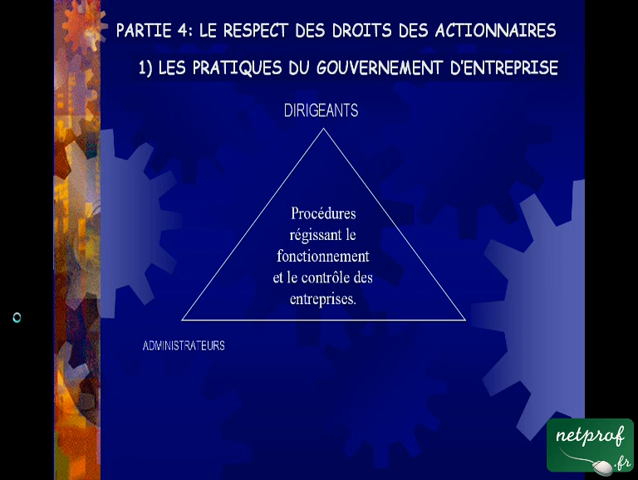 PARTIE 4: LE RESPECT DES DROITS DES ACTIONNAIRES
1) LES PRATIQUES DU GOUVERNEMENT D'ENTREPRISE
DIRIGEANTS
Procédures
régissant le
fonctionnement
et le contrôle des
entreprises.
ADMINISTRATEURS
netprof
.fr